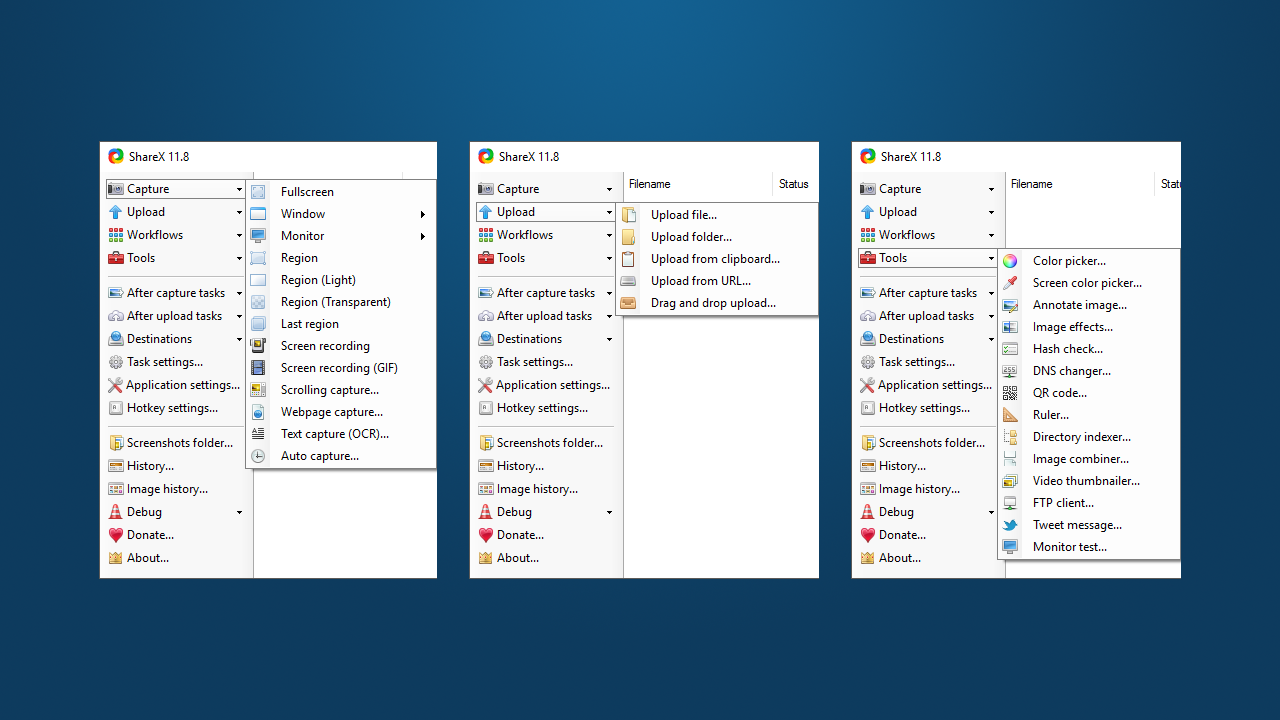 ShareX 11.8
Capture
Upload
Workflows
Tools
After capture tasks
After upload tasks
Destinations
Task settings...
Application settings...
Hotkey settings...
Screenshots folder...
History...
Image history...
Debug
Donate...
About...
Fullscreen
Window
Monitor
Region
Region (Light)
Region (Transparent)
Last region
Screen recording
Screen recording (GIF)
Scrolling capture...
Webpage capture...
Text capture (OCR)...
Auto capture...
ShareX 11.8
Filename Status
Capture
Upload
Workflows
Tools
After capture tasks
After upload tasks
Destinations
Task settings...
Application settings...
Hotkey settings...
Screenshots folder...
History...
Image history...
Debug
Donate...
About...
Upload file...
Upload folder...
Upload from clipboard...
Upload from URL...
Drag and drop upload...
ShareX 11.8
Filename
Capture
Upload
Workflows
Tools
After capture tasks
After upload tasks
Destinations
Task settings...
Application settings...
Hotkey settings...
Screenshots folder...
History...
Image history...
Debug
Donate...
About...
Color picker...
Screen color picker...
Annotate image...
Image effects...
Hash check...
DNS changer...
QR code...
Ruler...
Directory indexer...
Image combiner...
Video thumbnailer...
FTP client...
Tweet message...
Monitor test...